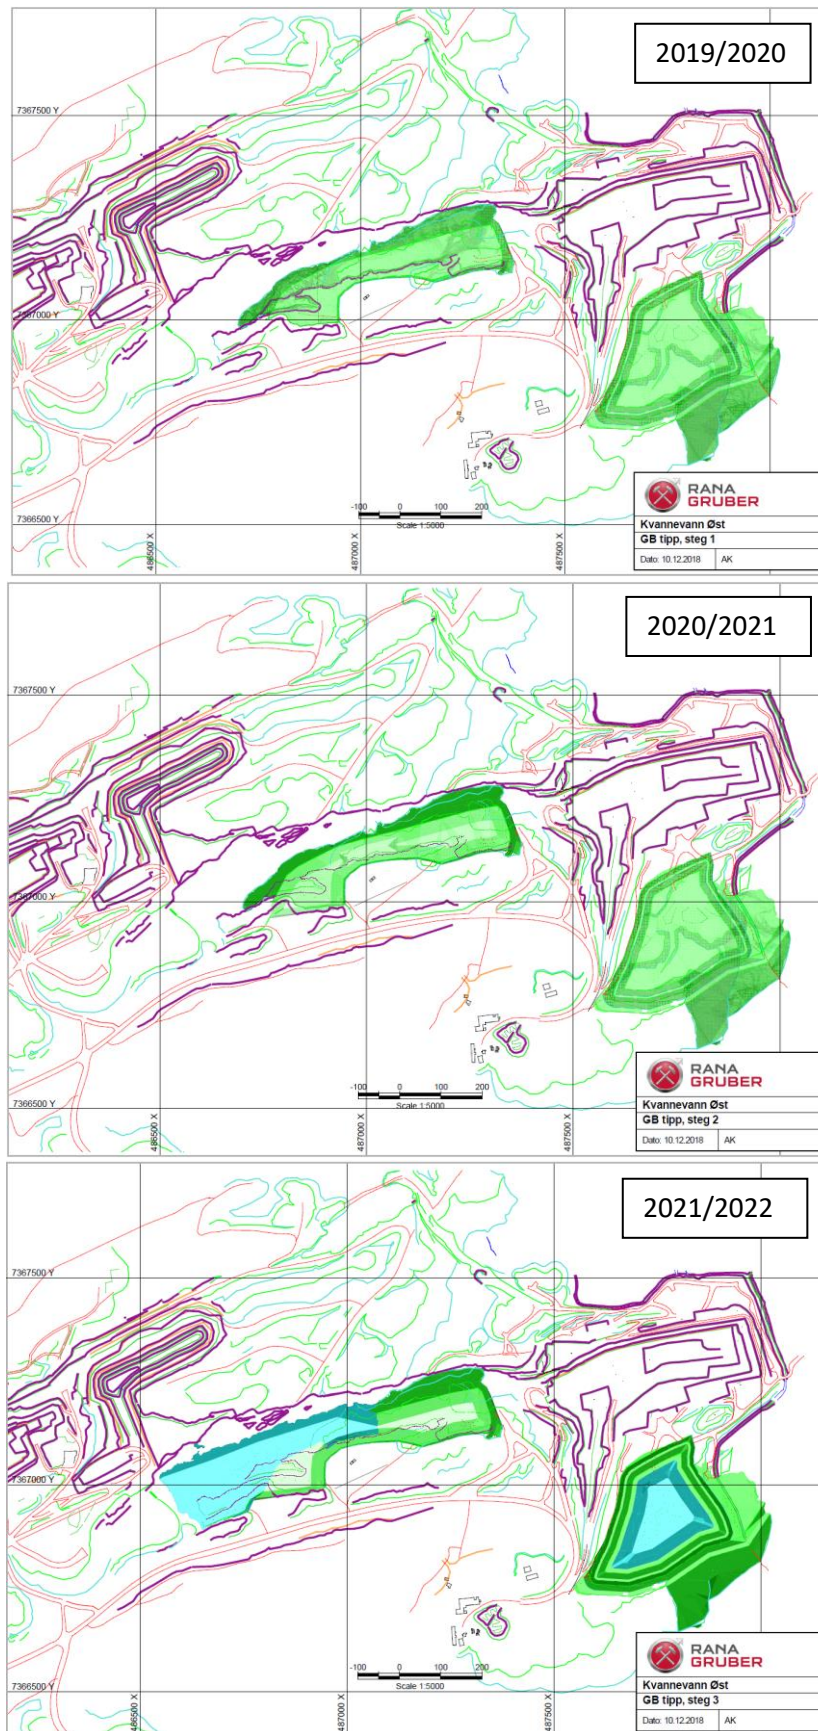 2019/2020
7367500 Y
7367000 Y
7366500 Y
486500 X
487000 X
487500 X
-100 0 100 200
Scale 1:5000
RANA
GRUBER
Kvannevann Øst
GB tipp, steg 1
Dato: 10.12.2018 AK
2020/2021
7367500 Y
7367000 Y
7366500 Y
486500 X
487000 X
487500 X
-100 0 100 200
Scale 1:5000
RANA
GRUBER
Kvannevann Øst
GB tipp, steg 2
Dato: 10.12.2018 AK
2021/2022
7367500 Y
7367000 Y
7366500 Y
486500 X
487000 X
487500 X
-100 0 100 200
Scale 1:5000
RANA
GRUBER
Kvannevann Øst
GB tipp, steg 3
Dato: 10.12.2018 AK